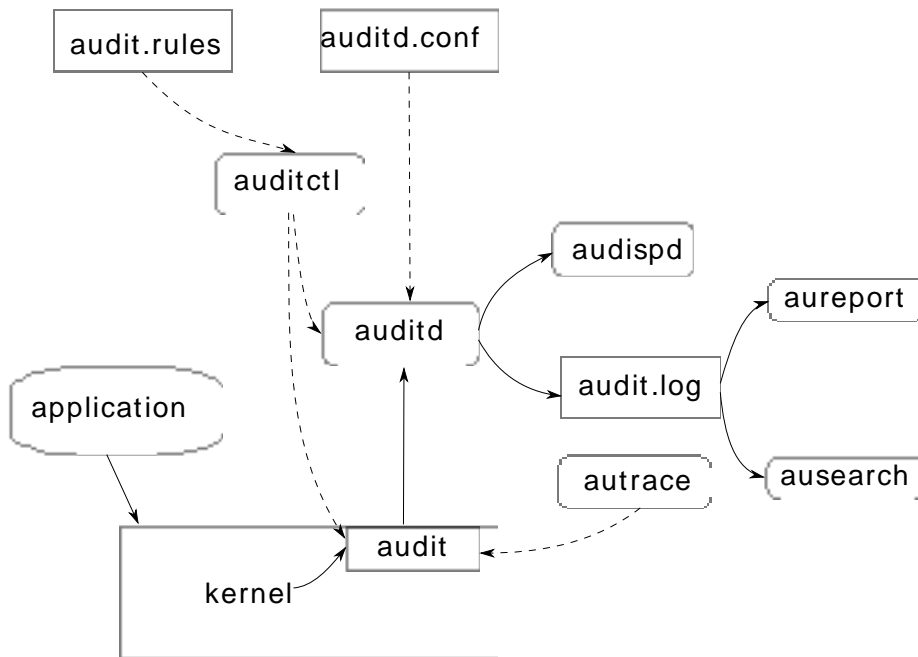 audit.rules
auditd.conf
auditctl
audispd
aureport
auditd
audit.log
application
autrace
ausearch
audit
kernel